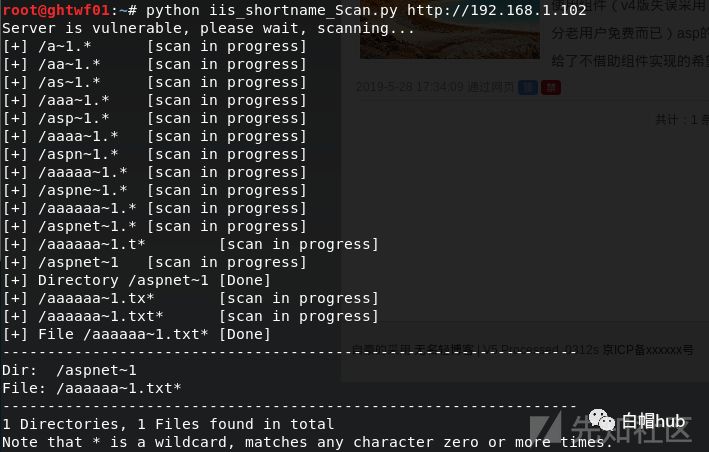 root@ghtwf01:~# python iis_shortname_Scan.py http://192.168.1.102
Server is vulnerable, please wait, scanning...
[+] /a~1.* [scan in progress]
[+] /aa~1.* [scan in progress]
[+] /as~1.* [scan in progress]
[+] /aaa~1.* [scan in progress]
[+] /asp~1.* [scan in progress]
[+] /aaaa~1.* [scan in progress]
[+] /aspn~1.* [scan in progress]
[+] /aaaaa~1.* [scan in progress]
[+] /aspne~1.* [scan in progress]
[+] /aaaaaa~1.* [scan in progress]
[+] /aspnet~1.* [scan in progress]
[+] /aaaaaa~1.t* [scan in progress]
[+] /aspnet~1 [scan in progress]
[+] Directory /aspnet~1 [Done]
[+] /aaaaaa~1.tx* [scan in progress]
[+] /aaaaaa~1.txt* [scan in progress]
[+] File /aaaaaa~1.txt* [Done]
----------------------------------------------------------------
Dir: /aspnet~1
File: /aaaaaa~1.txt*
----------------------------------------------------------------
1 Directories, 1 Files found in total
Note that * is a wildcard, matches any character zero or more times.
组件（v4版失误采用
分老用户免费而已）asp的
给了不借助组件实现的希
2019-5-28 17:34:09 通过网页
禁
共计：1
无名轻博客 | V5 Processed 0312s 京ICP备xxxxxx号
白帽hub
先知社区